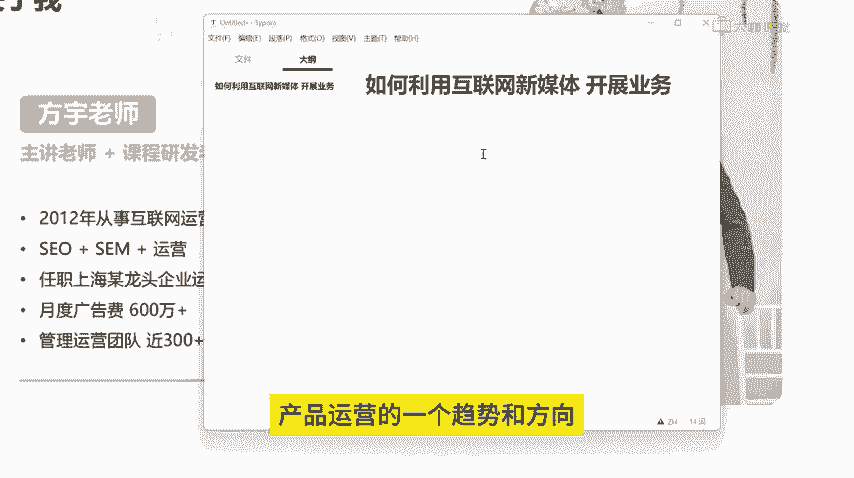 方宇老师
主讲老师 + 课程研发
2012年从事互联网运营
SEO + SEM + 运营
任职上海某龙头企业运
月度广告费 600万+
管理运营团队 近300+
文件(F) 编辑(E) 段落(P) 格式(O) 视图(V) 主题(T) 帮助(H)
文件 大纲
如何利用互联网新媒体 开展业务
如何利用互联网新媒体 开展业务
14 词
产品运营的一个趋势和方向